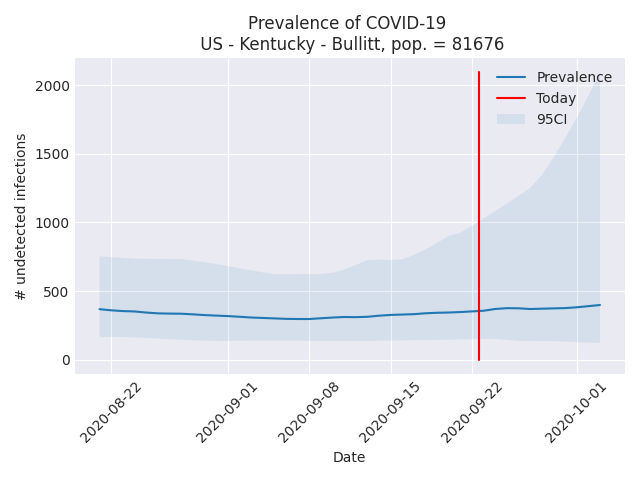 Prevalence of COVID-19
US - Kentucky - Bullitt, pop. = 81676
Prevalence
Today
95CI
# undetected infections
2000
1500
1000
500
0
2020-08-22
2020-09-01
2020-09-08
2020-09-15
2020-09-22
2020-10-01
Date